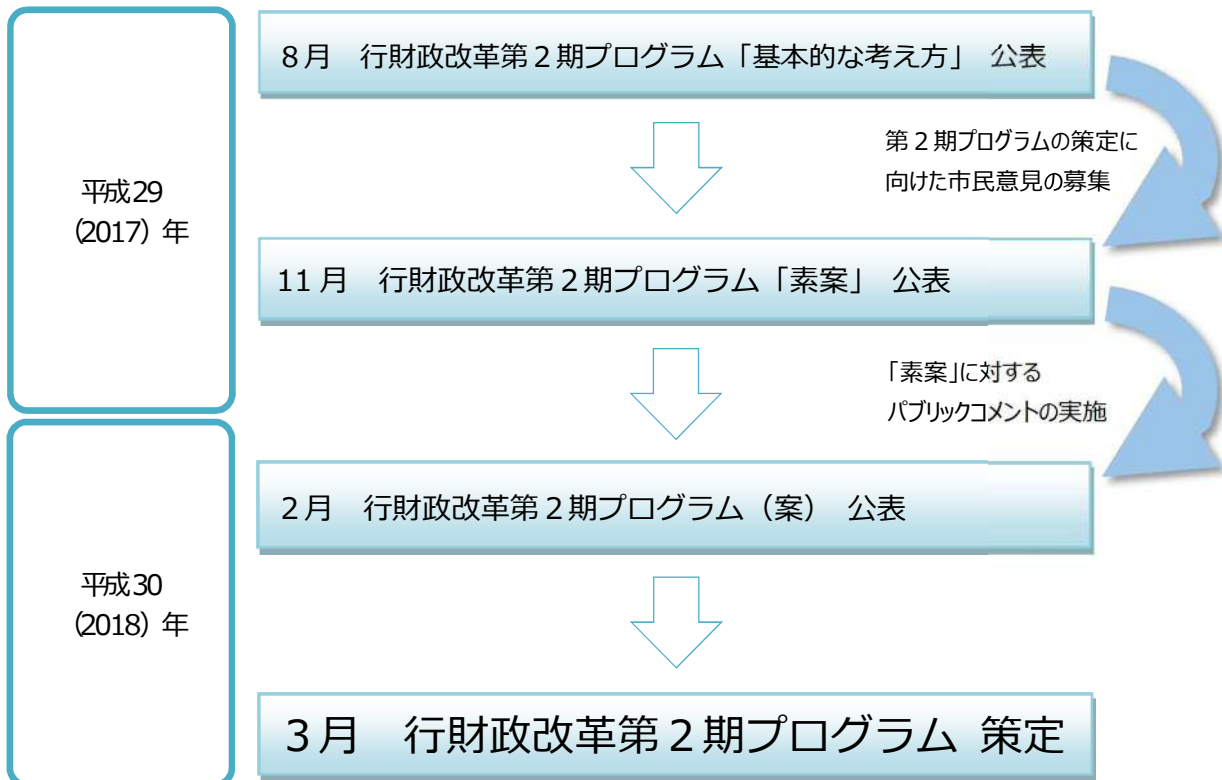 平成29
(2017) 年
8月 行財政改革第2期プログラム「基本的な考え方」 公表
第2期プログラムの策定に
向けた市民意見の募集
11月 行財政改革第2期プログラム「素案」 公表
「素案」に対する
パブリックコメントの実施
平成30
(2018) 年
2月 行財政改革第2期プログラム（案） 公表
3月 行財政改革第2期プログラム 策定